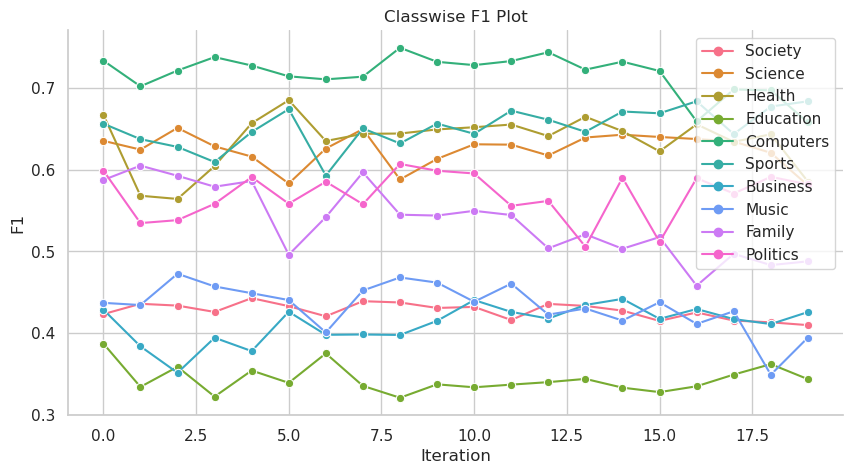 Classwise F1 Plot
Society
Science
Health
Education
Computers
Sports
Business
Music
Family
Politics
F1
0.7
0.6
0.5
0.4
0.3
0.0 2.5 5.0 7.5 10.0 12.5 15.0 17.5
Iteration